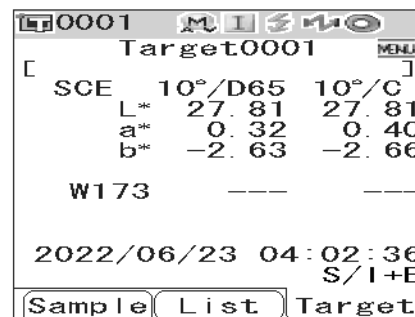 0001 M I
Target0001 MENU
[ ]
SCE 10°/D65 10°/C
L* 27.81 27.81
a* 0.32 0.40
b* -2.63 -2.66
W173 --- ---
2022/06/23 04:02:36
S/I+E
Sample List Target